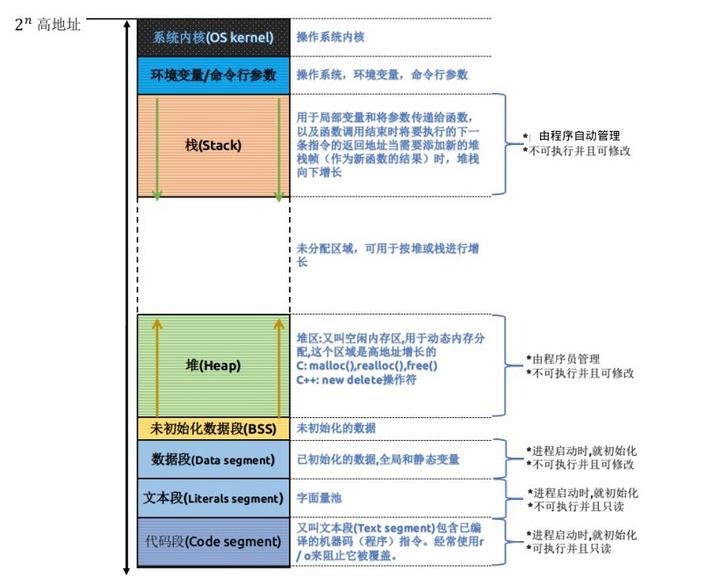 2ⁿ 高地址
系统内核(OS kernel)
操作系统内核
环境变量/命令行参数
操作系统，环境变量，命令行参数
栈(Stack)
用于局部变量和将参数传递给函数，
以及函数调用结束时将要执行的下一
条指令的返回地址当需要添加新的堆
栈帧（作为新函数的结果）时，堆栈
向下增长
*| 由程序自动管理
*不可执行并且可修改
未分配区域，可用于按堆或栈进行增
长
堆(Heap)
堆区:又叫空闲内存区,用于动态内存分
配,这个区域是高地址增长的
C: malloc(),realloc(),free()
C++: new delete操作符
*由程序员管理
*不可执行并且可修改
未初始化数据段(BSS)
未初始化的数据
数据段(Data segment)
已初始化的数据,全局和静态变量
*进程启动时,就初始化
*不可执行并且可修改
文本段(Literals segment)
字面量池
*进程启动时,就初始化
*不可执行并且只读
代码段(Code segment)
又叫文本段(Text segment)包含已编
译的机器码（程序）指令。经常使用r
/ o来阻止它被覆盖。
*进程启动时,就初始化
*可执行并且只读